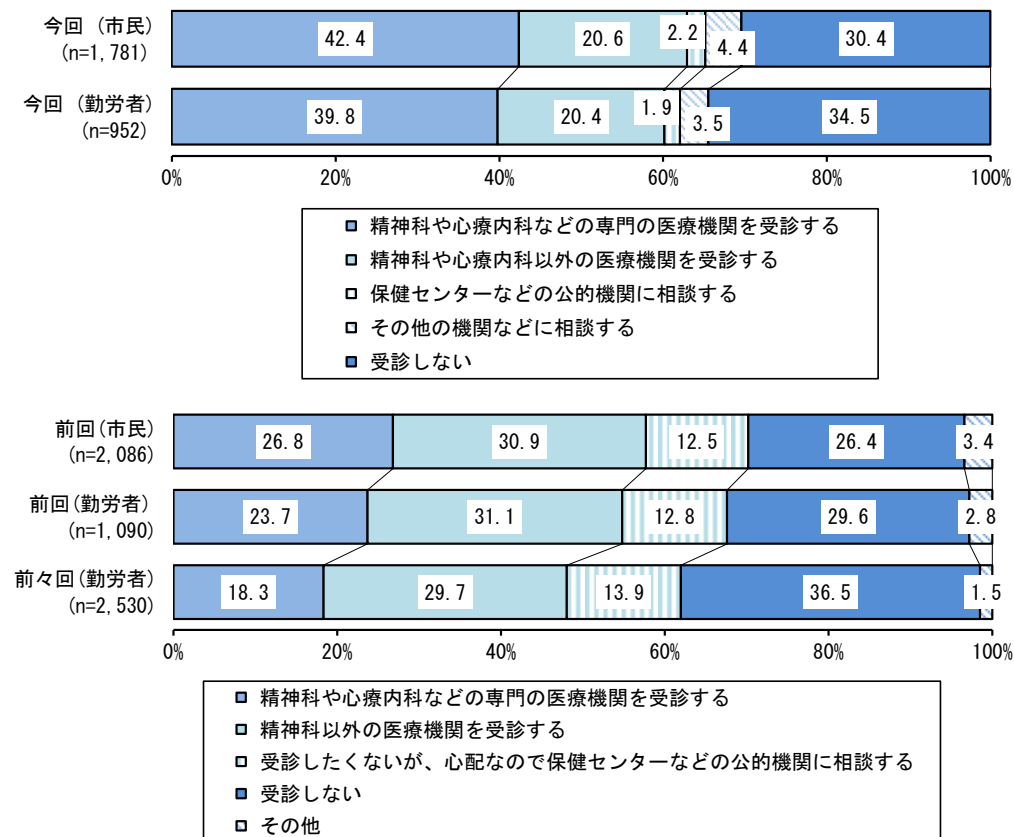 今回（市民）
(n=1,781)
42.4
20.6
2.2
4.4
30.4
今回（勤労者）
(n=952)
39.8
20.4
1.9
3.5
34.5
0%
20%
40%
60%
80%
100%
精神科や心療内科などの専門の医療機関を受診する
精神科や心療内科以外の医療機関を受診する
保健センターなどの公的機関に相談する
その他の機関などに相談する
受診しない
前回(市民)
(n=2,086)
26.8
30.9
12.5
26.4
3.4
前回(勤労者)
(n=1,090)
23.7
31.1
12.8
29.6
2.8
前々回(勤労者)
(n=2,530)
18.3
29.7
13.9
36.5
1.5
0%
20%
40%
60%
80%
100%
精神科や心療内科などの専門の医療機関を受診する
精神科以外の医療機関を受診する
受診したくないが、心配なので保健センターなどの公的機関に相談する
受診しない
その他